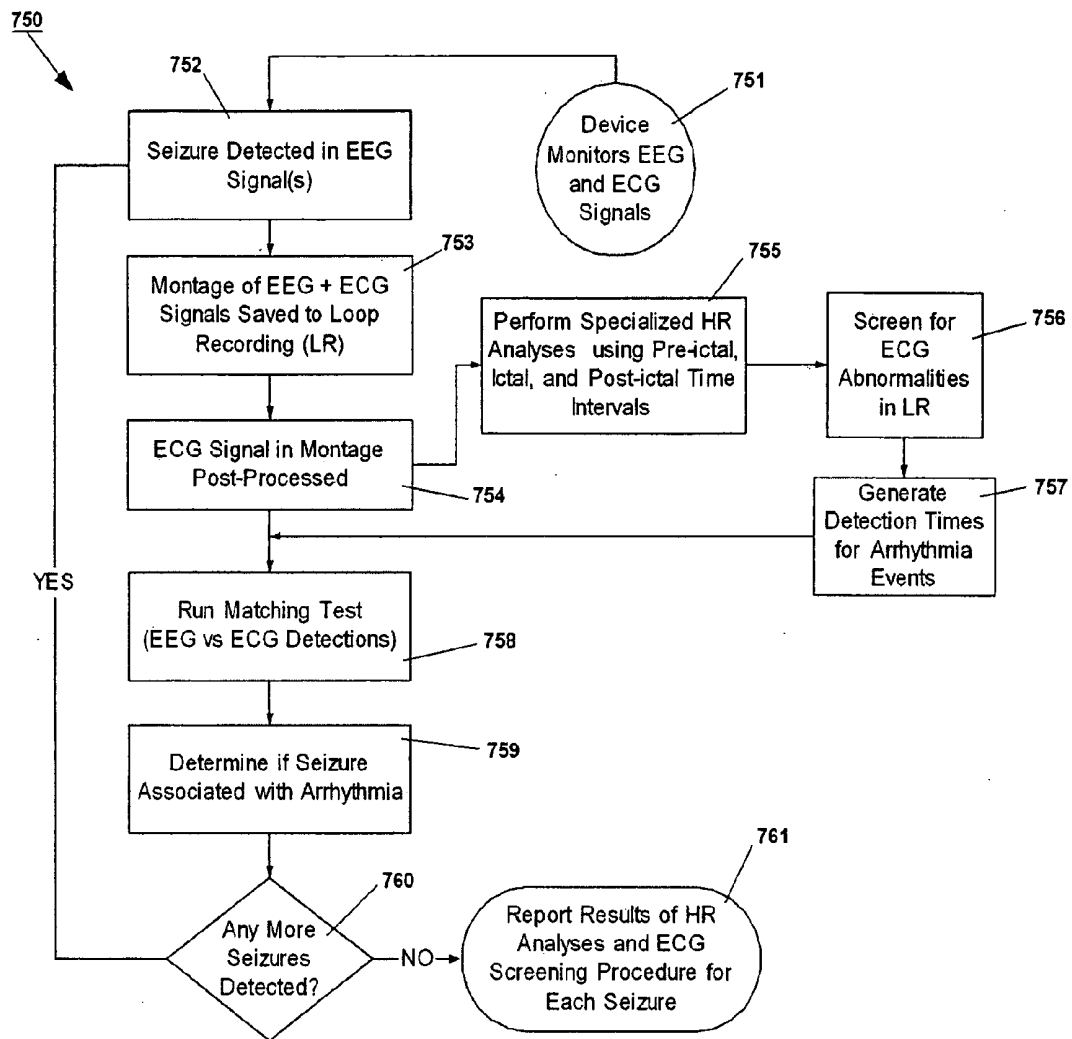 750
752
751
Seizure Detected in EEG
Signal(s)
Device
Monitors EEG
and ECG
Signals
753
Montage of EEG + ECG
Signals Saved to Loop
Recording (LR)
755
Perform Specialized HR
Analyses using Pre-ictal,
Ictal, and Post-ictal Time
Intervals
756
Screen for
ECG
Abnormalities
in LR
ECG Signal in Montage
Post-Processed
754
757
Generate
Detection Times
for Arrhythmia
Events
YES
Run Matching Test
(EEG vs ECG Detections)
758
759
Determine if Seizure
Associated with Arrhythmia
760
Any More
Seizures
Detected?
NO
761
Report Results of HR
Analyses and ECG
Screening Procedure for
Each Seizure